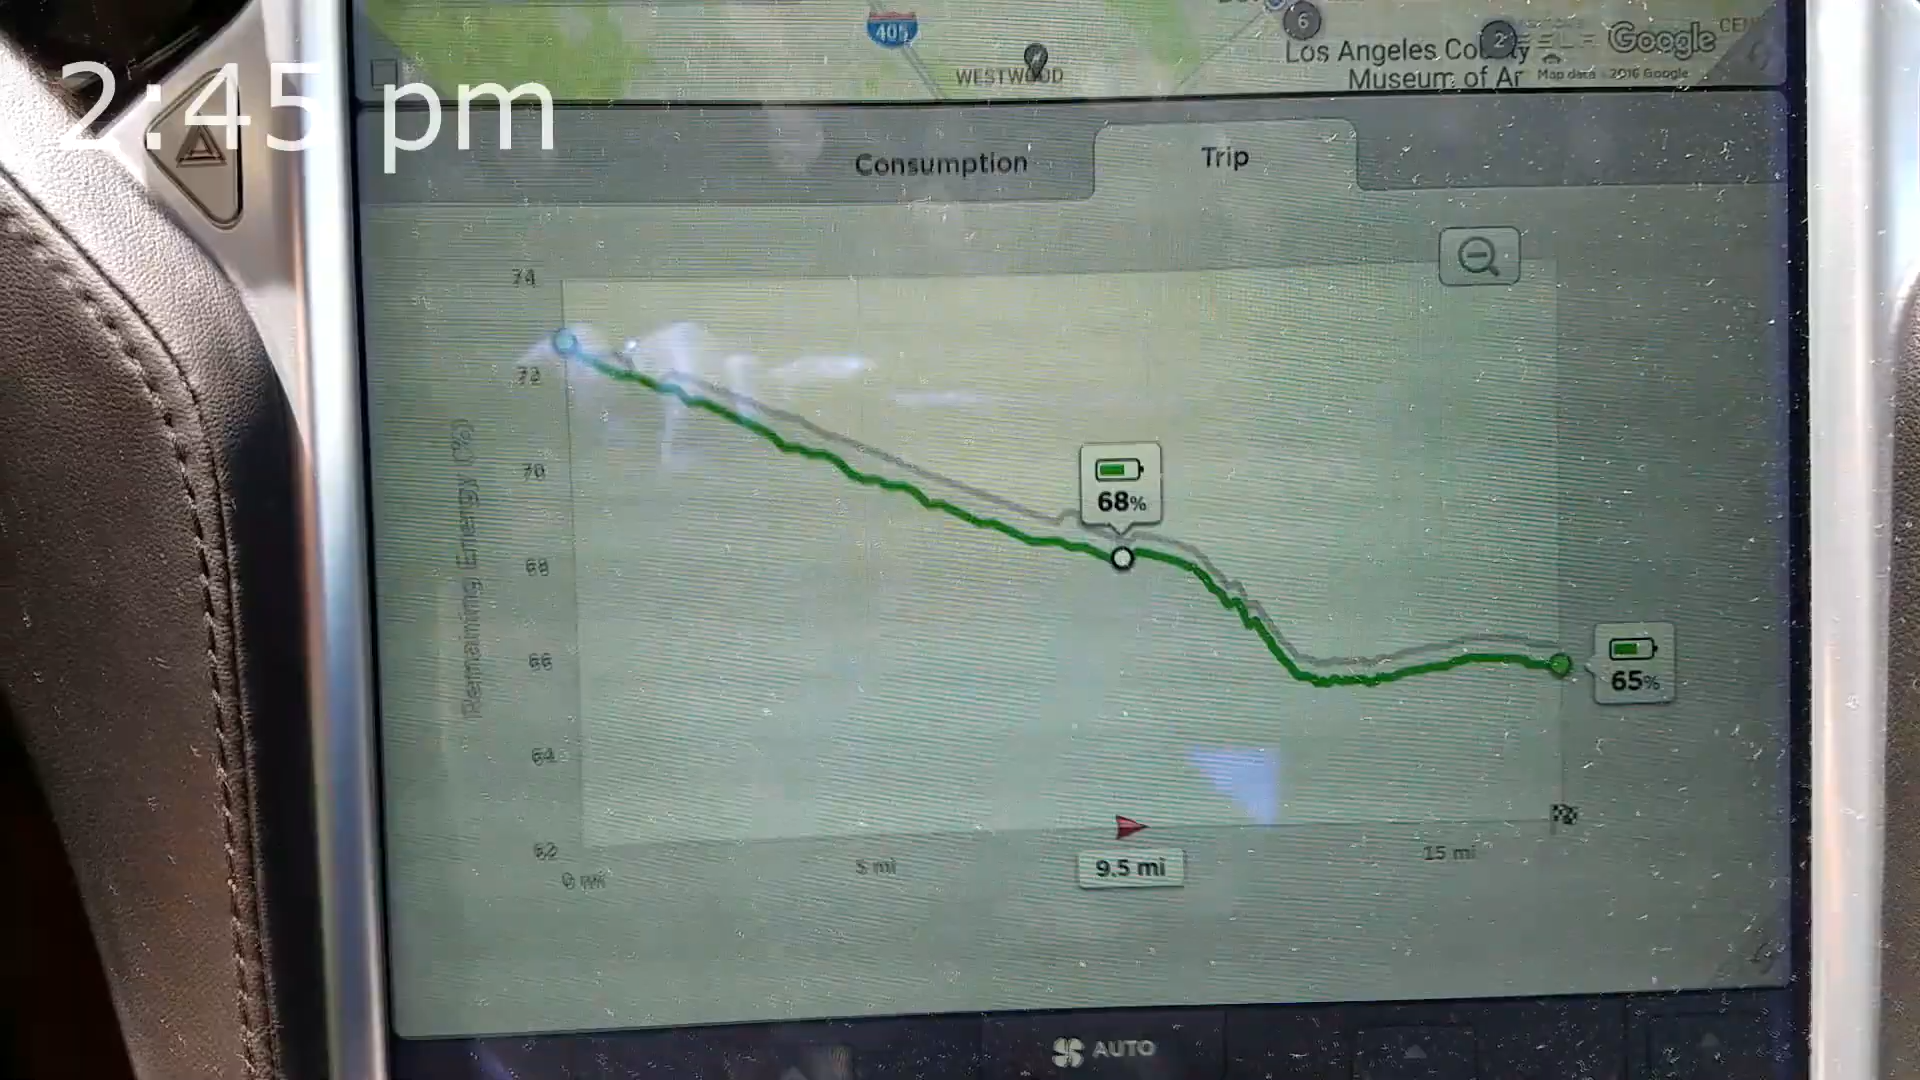 2:45 pm
405
WESTWOOD
6
2
Google
Los Angeles County
Museum of Ar
Map data ©2016 Google
Consumption
Trip
74
72
70
68
66
64
62
Remaining Energy (%)
68%
65%
0 mi
5 mi
9.5 mi
15 mi
AUTO